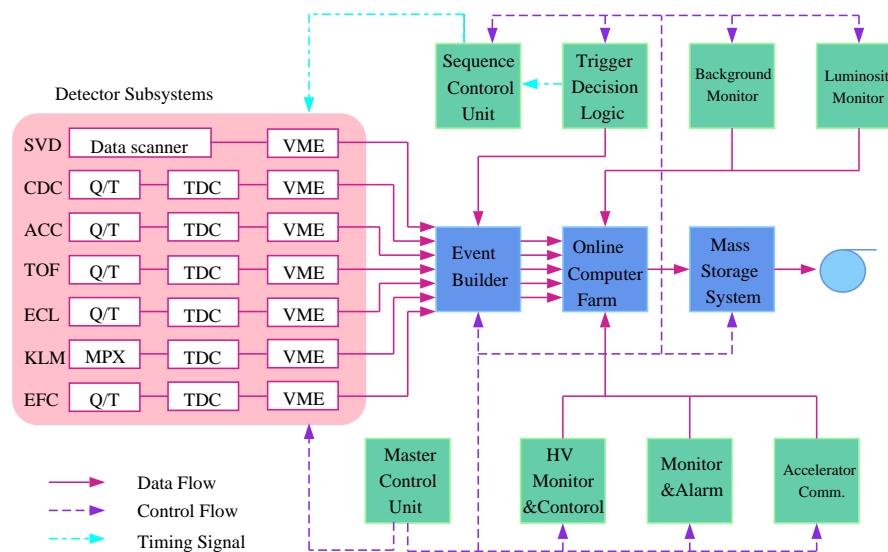 Sequence
Contorol
Unit
Trigger
Decision
Logic
Background
Monitor
Luminosit
Monitor
Detector Subsystems
SVD
Data scanner
VME
CDC
Q/T
TDC
VME
ACC
Q/T
TDC
VME
TOF
Q/T
TDC
VME
ECL
Q/T
TDC
VME
KLM
MPX
TDC
VME
EFC
Q/T
TDC
VME
Event
Builder
Online
Computer
Farm
Mass
Storage
System
Master
Control
Unit
HV
Monitor
&Contorol
Monitor
&Alarm
Accelerator
Comm.
Data Flow
Control Flow
Timing Signal